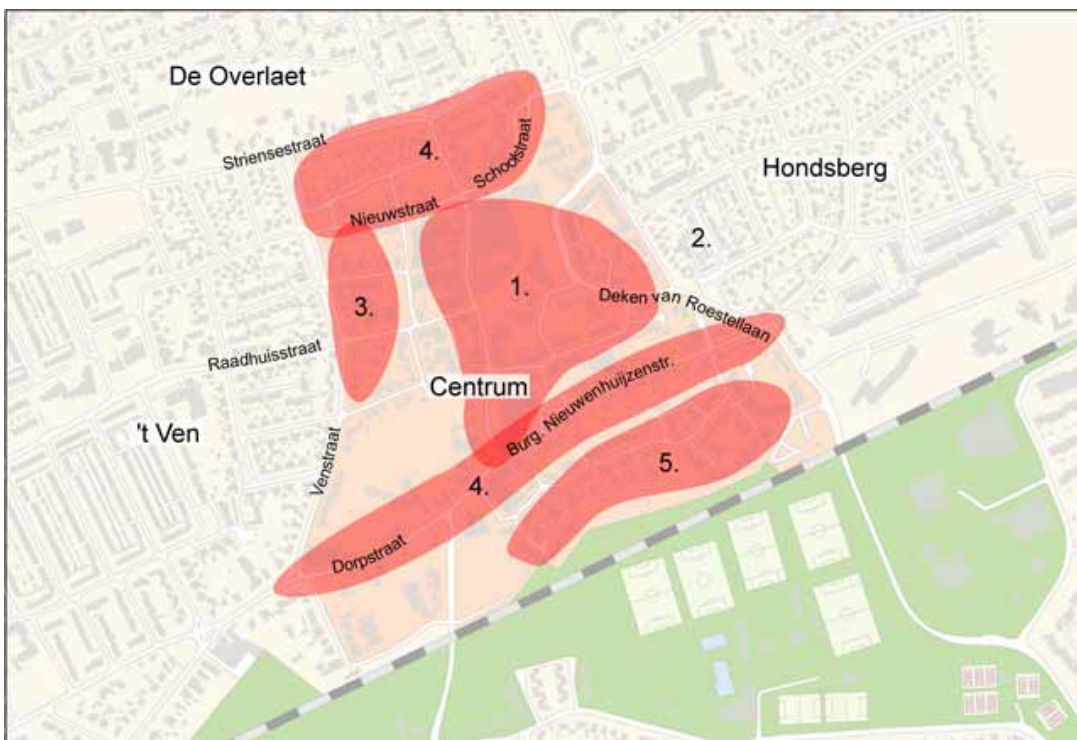 De Overlaet
Striensestraat
4.
Schoolstraat
Hondsberg
Nieuwstraat
2.
1.
3.
Deken van Roestellaan
Raadhuisstraat
Centrum
't Ven
Burg. Nieuwenhuijzenstr.
Venstraat
5.
4.
Dorpstraat